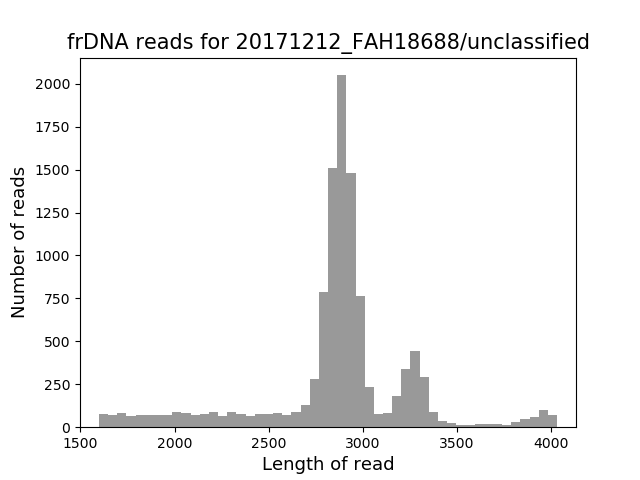 frDNA reads for 20171212_FAH18688/unclassified
2000
1750
1500
1250
1000
750
500
250
0
Number of reads
1500 2000 2500 3000 3500 4000
Length of read